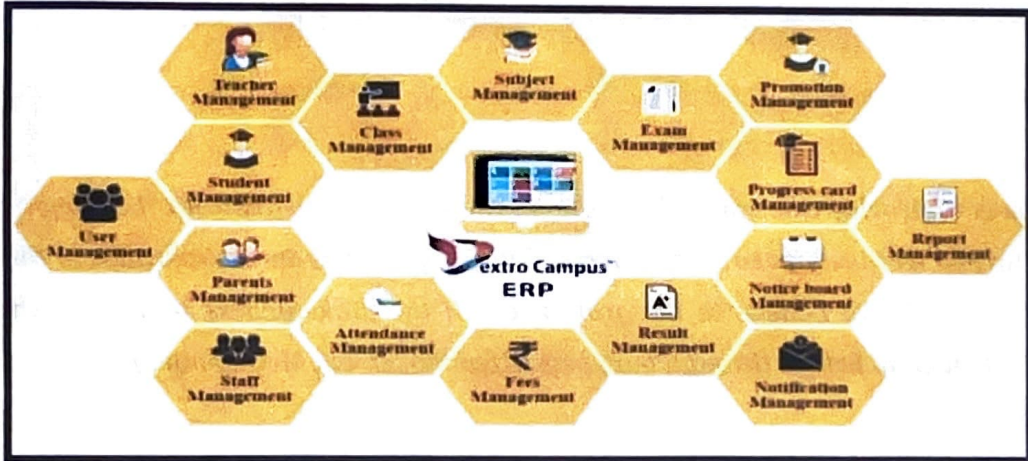 Teacher
Management
Subject
Management
Promotion
Management
Class
Management
Exam
Management
Student
Management
Progress card
Management
User
Management
Report
Management
Parents
Management
Notice board
Management
Dextro Campus™
ERP
Attendance
Management
Result
Management
Staff
Management
₹
Fees
Management
A+
Notification
Management